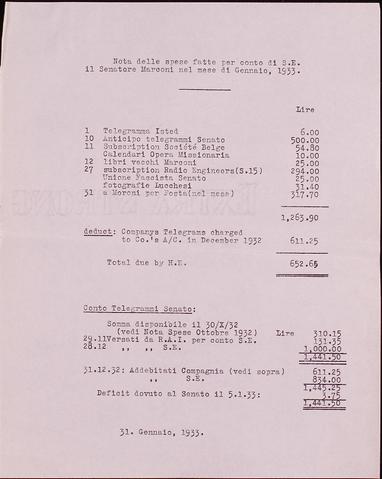 Nota delle spese fatte per conto di S.E.
il Senatore Marconi nel mese di Gennaio, 1933.
Lire
1 Telegramma Isted 6.00
10 Anticipo telegrammi Senato 500.00
11 Subscription Société Belge 54.80
Calendari Opera Missionaria 10.00
12 libri vecchi Marconi 25.00
27 subscription Radio Engineers($.15) 294.00
Unione Fascista Senato 25.00
fotografie Lucchesi 31.40
31 a Moroni per Posta(nel mese) 317.70
1,263.90
deduct: Companys Telegrams charged
to Co.'s A/C. in December 1932 611.25
Total due by H.E. 652.65
Conto Telegrammi Senato:
Somma disponibile il 30/X/32
(vedi Nota Spese Ottobre 1932) Lire 310.15
29.11 Versati da R.A.I. per conto S.E. 131.35
28.12 ,, ,, S.E. 1,000.00
1,441.50
31.12.32: Addebitati Compagnia (vedi sopra) 611.25
,, S.E. 834.00
1,445.25
Deficit dovuto al Senato il 5.1.33: 3.75
1,441.50
31. Gennaio, 1933.